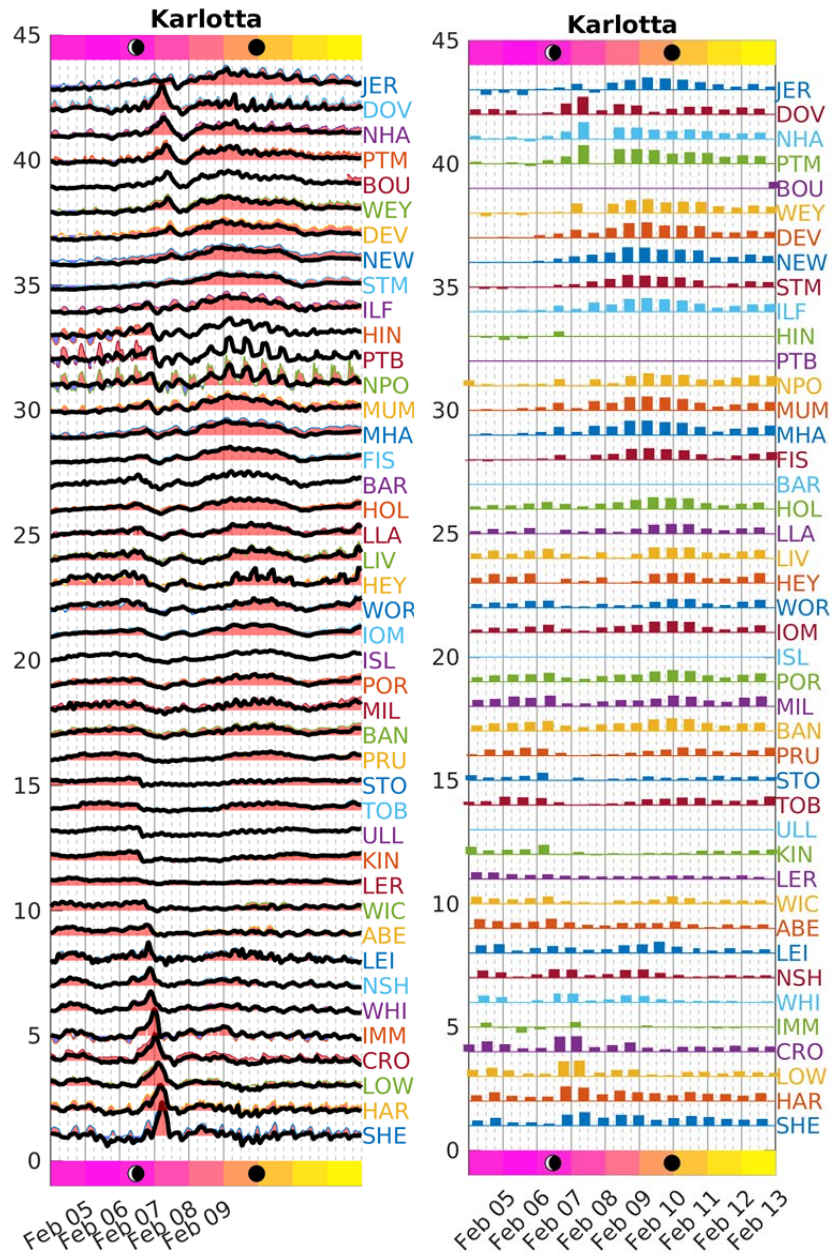 Karlotta
45
JER
DOV
NHA
40
PTM
BOU
WEY
DEV
NEW
35
STM
ILF
HIN
PTB
NPO
30
MUM
MHA
FIS
BAR
HOL
25
LLA
LIV
HEY
WOR
IOM
20
ISL
POR
MIL
BAN
PRU
15
STO
TOB
ULL
KIN
LER
10
WIC
ABE
LEI
NSH
WHI
5
IMM
CRO
LOW
HAR
SHE
0
Feb 05
Feb 06
Feb 07
Feb 08
Feb 09
Karlotta
45
JER
DOV
NHA
40
PTM
BOU
WEY
DEV
NEW
35
STM
ILF
HIN
PTB
NPO
30
MUM
MHA
FIS
BAR
HOL
25
LLA
LIV
HEY
WOR
IOM
20
ISL
POR
MIL
BAN
PRU
15
STO
TOB
ULL
KIN
LER
10
WIC
ABE
LEI
NSH
WHI
5
IMM
CRO
LOW
HAR
SHE
0
Feb 05
Feb 06
Feb 07
Feb 08
Feb 09
Feb 10
Feb 11
Feb 12
Feb 13